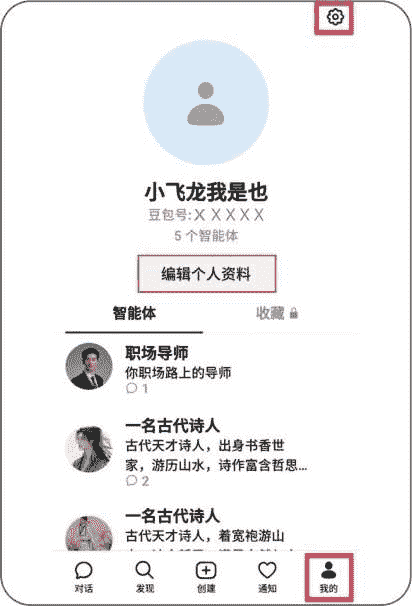 小飞龙我是也
豆包号:ⅩⅩⅩⅩⅩ
5 个智能体
编辑个人资料
智能体
收藏
职场导师
你职场路上的导师
1
一名古代诗人
古代天才诗人，出身书香世
家，游历山水，诗作富含哲思...
2
一名古代诗人
古代天才诗人，着宽袍游山
对话
发现
创建
通知
我的